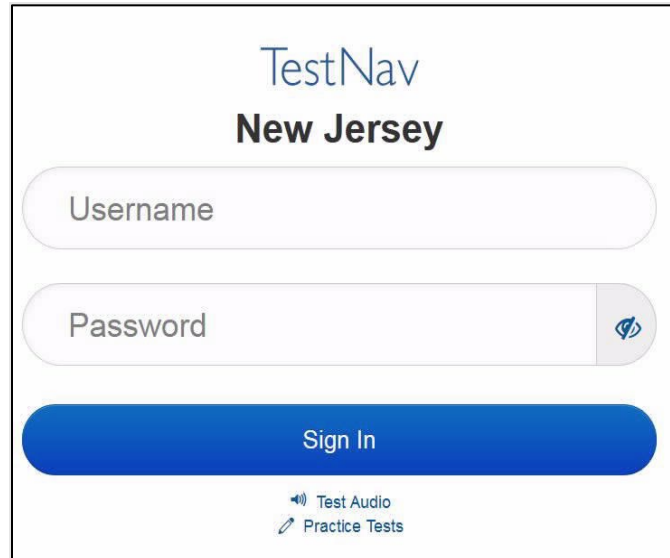 TestNav
New Jersey
Username
Password
Sign In
Test Audio
Practice Tests